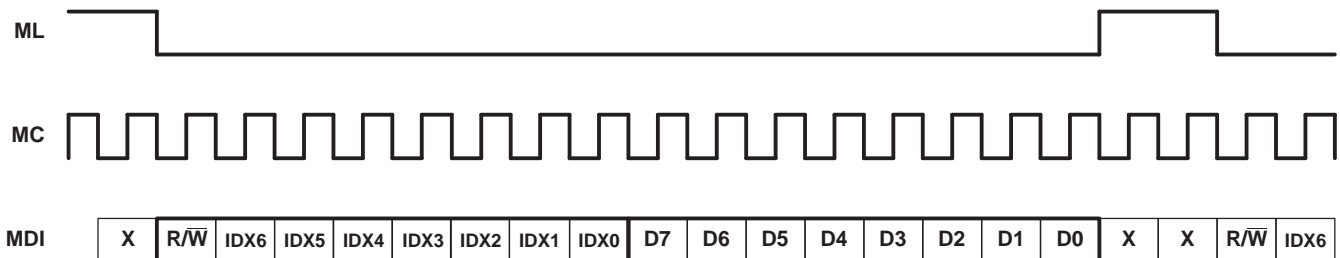 ML
MC
MDI X R/W̅ IDX6 IDX5 IDX4 IDX3 IDX2 IDX1 IDX0 D7 D6 D5 D4 D3 D2 D1 D0 X X R/W̅ IDX6